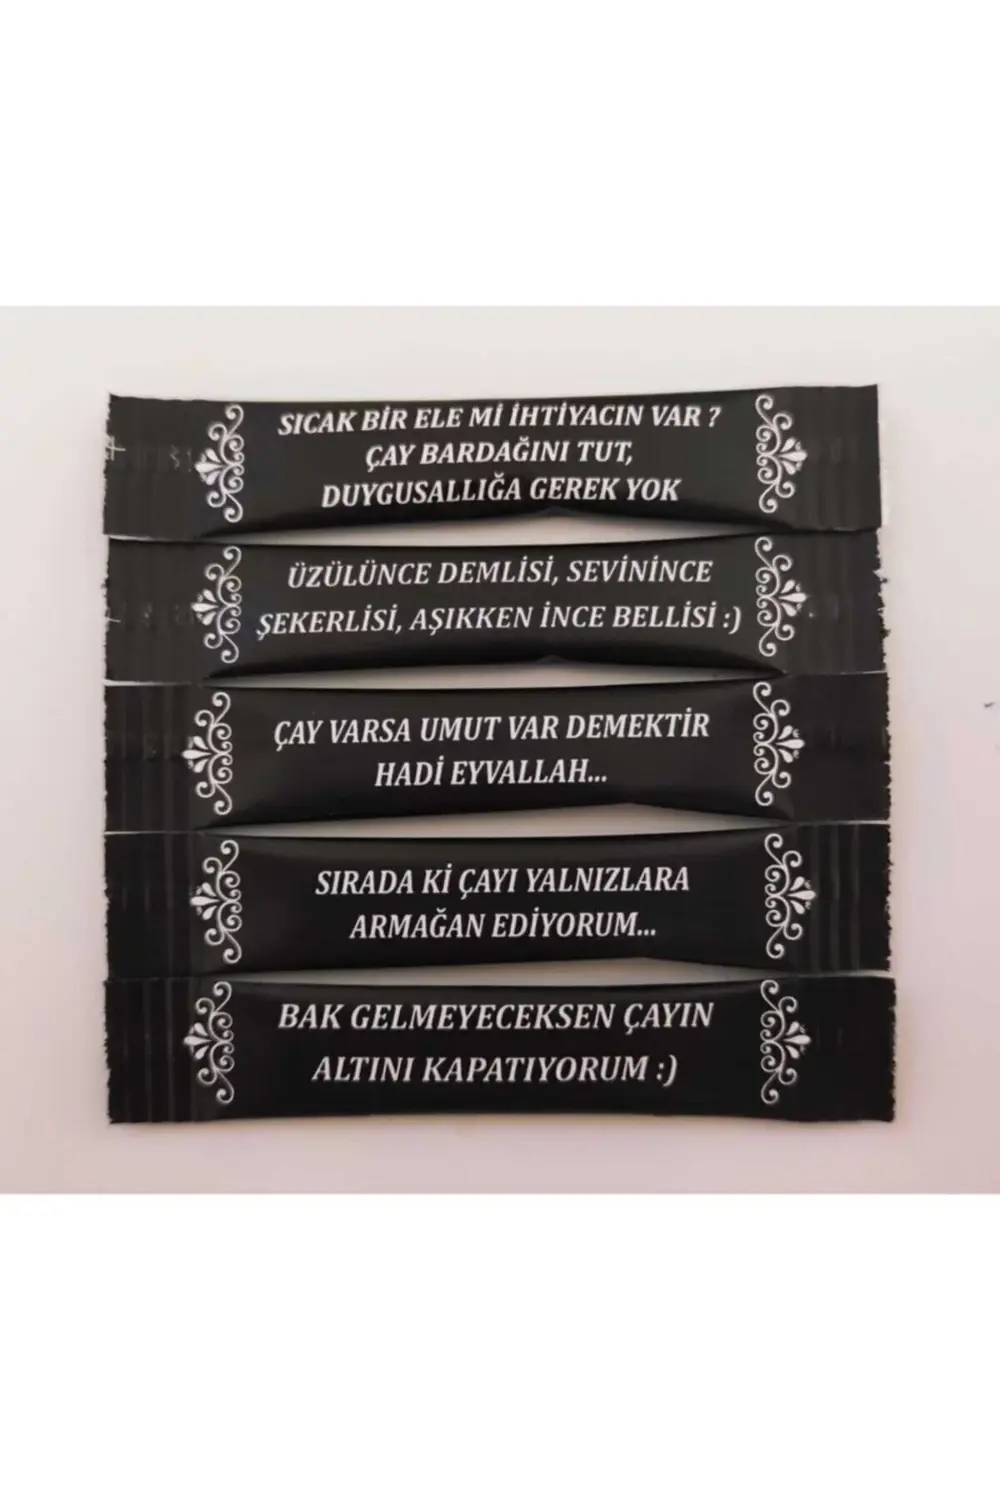 SICAK BİR ELE Mİ İHTİYACIN VAR ?
ÇAY BARDAĞINI TUT,
DUYGUSALLIĞA GEREK YOK
ÜZÜLÜNCE DEMLİSİ, SEVİNİNCE
ŞEKERLİSİ, AŞIKKEN İNCE BELLİSİ :)
ÇAY VARSA UMUT VAR DEMEKTİR
HADİ EYVALLAH...
SIRADA Kİ ÇAYI YALNIZLARA
ARMAĞAN EDİYORUM...
BAK GELMEYECEKSEN ÇAYIN
ALTINI KAPATIYORUM :)